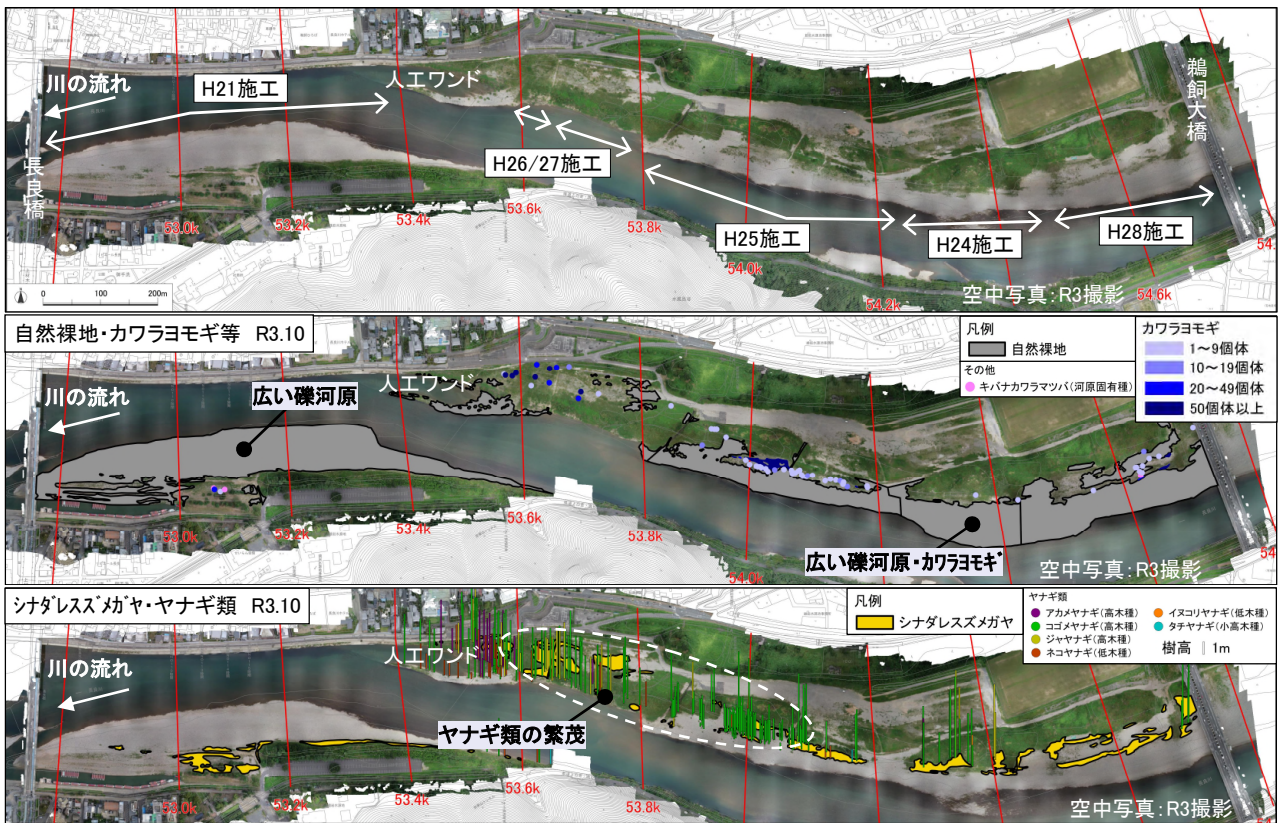 川の流れ
H21施工
人工ワンド
鵜飼大橋
長良橋
H26/27施工
H25施工
H24施工
H28施工
53.0k
53.2k
53.4k
53.6k
53.8k
54.0k
54.2k
54.6k
54.
0 100 200m
空中写真:R3撮影
自然裸地・カワラヨモギ等 R3.10
凡例
自然裸地
その他
キバナカワラマツバ(河原固有種)
カワラヨモギ
1~9個体
10~19個体
20~49個体
50個体以上
人工ワンド
川の流れ
広い礫河原
53.0k
53.2k
53.4k
53.6k
53.8k
54.0k
54.
広い礫河原・カワラヨモギ
空中写真:R3撮影
シナダレスズメガヤ・ヤナギ類 R3.10
凡例
シナダレスズメガヤ
ヤナギ類
アカメヤナギ(高木種)
コゴメヤナギ(高木種)
ジャヤナギ(高木種)
ネコヤナギ(低木種)
イヌコリヤナギ(低木種)
タチヤナギ(小高木種)
樹高 1m
人工ワンド
川の流れ
ヤナギ類の繁茂
53.0k
53.2k
53.4k
53.6k
53.8k
空中写真:R3撮影